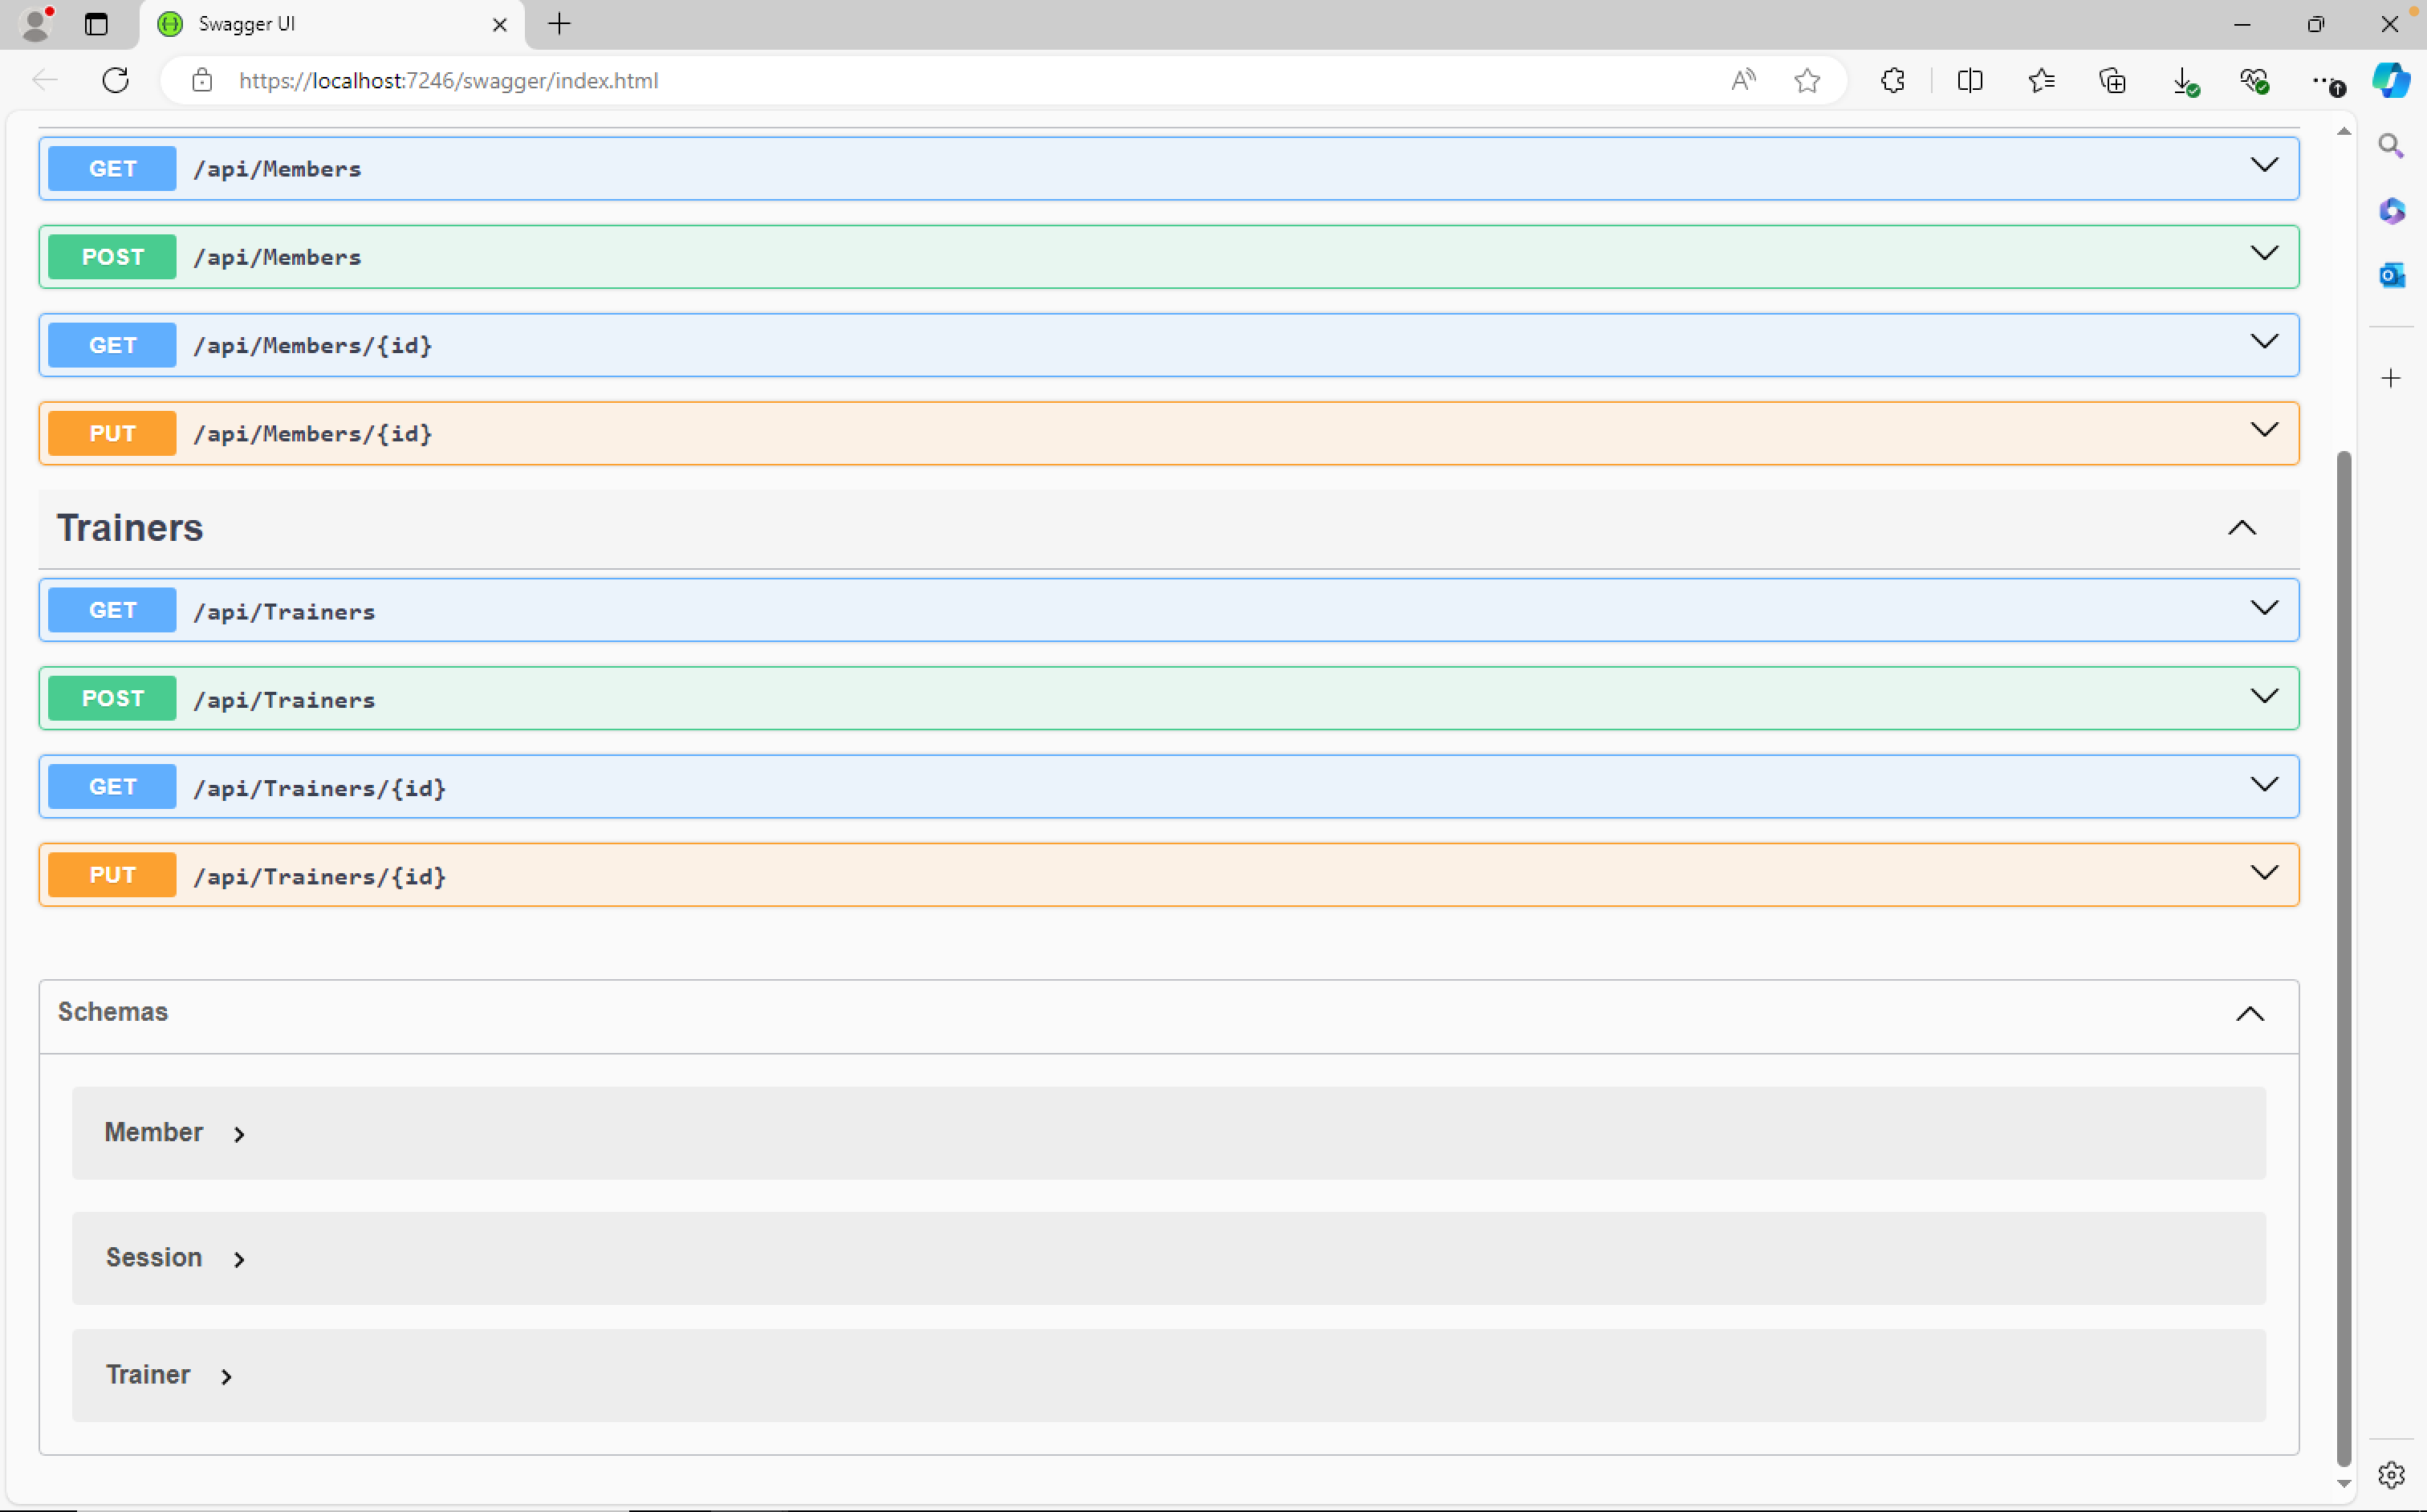 Swagger UI
https://localhost:7246/swagger/index.html
GET /api/Members
POST /api/Members
GET /api/Members/{id}
PUT /api/Members/{id}
Trainers
GET /api/Trainers
POST /api/Trainers
GET /api/Trainers/{id}
PUT /api/Trainers/{id}
Schemas
Member
Session
Trainer